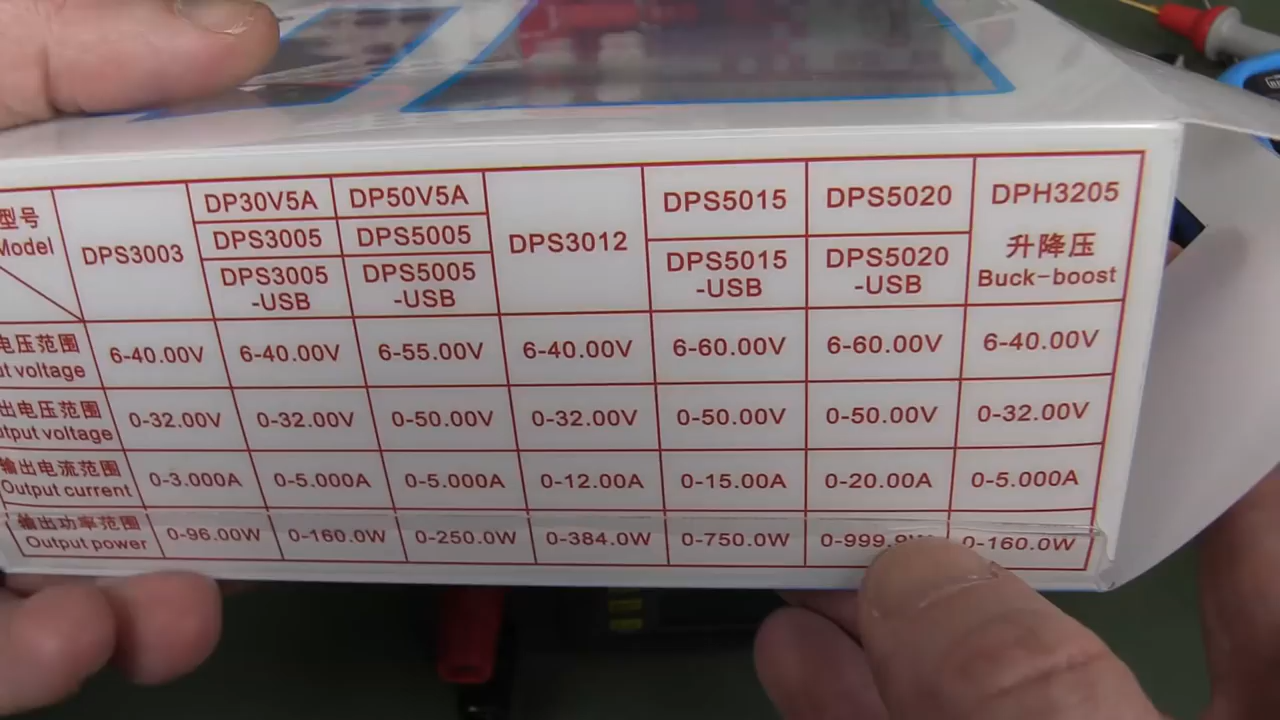 型号
Model
DPS3003
DP30V5A
DPS3005
DPS3005
-USB
DP50V5A
DPS5005
DPS5005
-USB
DPS3012
DPS5015
DPS5015
-USB
DPS5020
DPS5020
-USB
DPH3205
升降压
Buck-boost
电压范围
voltage
6-40.00V
6-40.00V
6-55.00V
6-40.00V
6-60.00V
6-60.00V
6-40.00V
出电压范围
voltage
0-32.00V
0-32.00V
0-50.00V
0-32.00V
0-50.00V
0-50.00V
0-32.00V
输出电流范围
Output current
0-3.000A
0-5.000A
0-5.000A
0-12.00A
0-15.00A
0-20.00A
0-5.000A
输出功率范围
Output power
0-96.00W
0-160.0W
0-250.0W
0-384.0W
0-750.0W
0-999.9W
0-160.0W